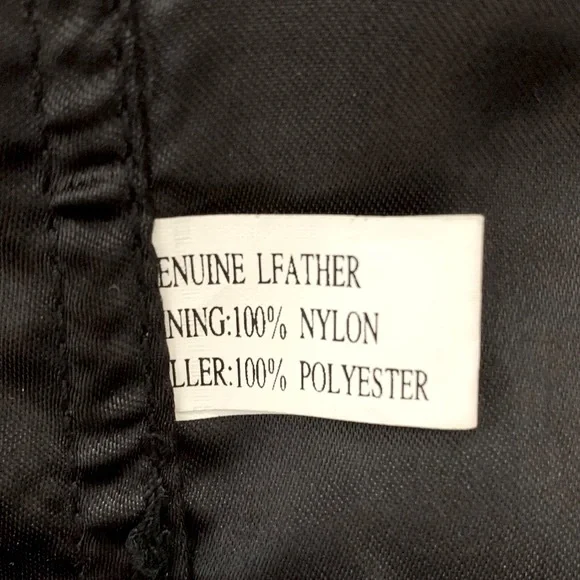 ENUINE LFATHER
INING:100% NYLON
LLER:100% POLYESTER